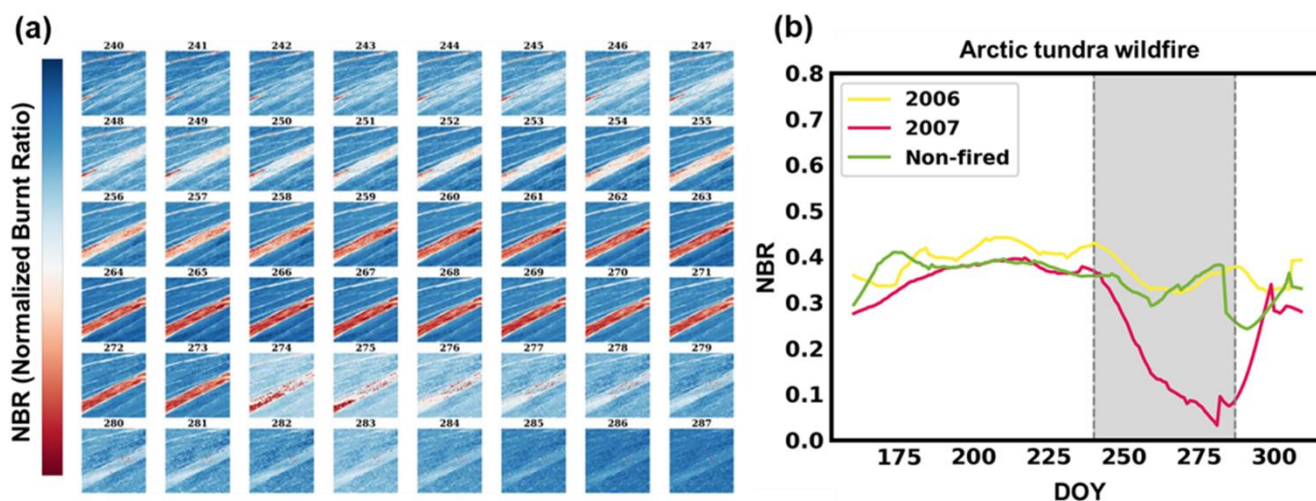 (a)
NBR (Normalized Burnt Ratio)
240 241 242 243 244 245 246 247
248 249 250 251 252 253 254 255
256 257 258 259 260 261 262 263
264 265 266 267 268 269 270 271
272 273 274 275 276 277 278 279
280 281 282 283 284 285 286 287
(b)
Arctic tundra wildfire
2006
2007
Non-fired
NBR
0.8
0.7
0.6
0.5
0.4
0.3
0.2
0.1
0.0
175 200 225 250 275 300
DOY